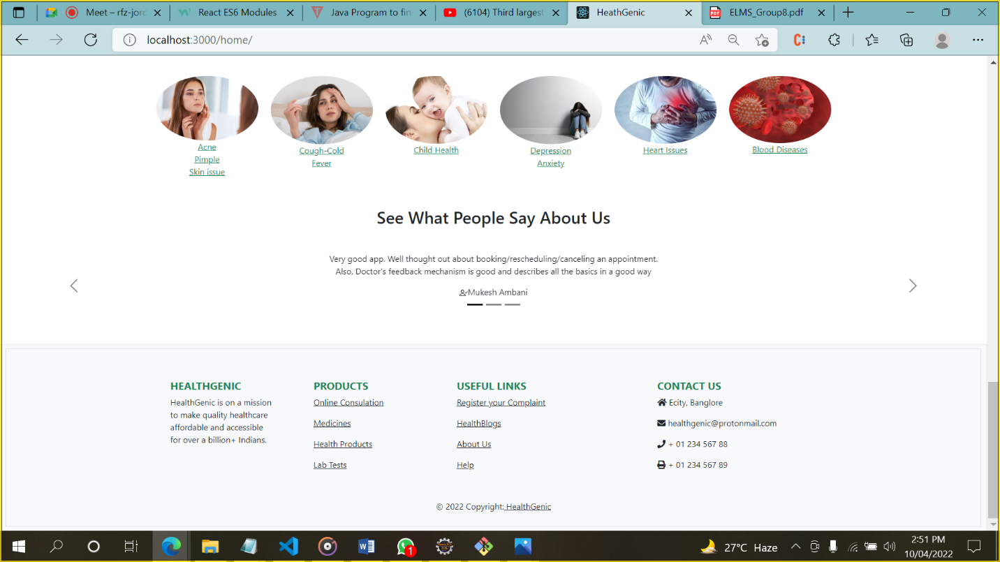 Meet – rfz-jord
React ES6 Modules
Java Program to fin
(6104) Third largest
HeathGenic
ELMS_Group8.pdf
localhost:3000/home/
Acne
Pimple
Skin issue
Cough-Cold
Fever
Child Health
Depression
Anxiety
Heart Issues
Blood Diseases
See What People Say About Us
Very good app. Well thought out about booking/rescheduling/canceling an appointment.
Also, Doctor's feedback mechanism is good and describes all the basics in a good way
Mukesh Ambani
HEALTHGENIC
HealthGenic is on a mission
to make quality healthcare
affordable and accessible
for over a billion+ Indians.
PRODUCTS
Online Consulation
Medicines
Health Products
Lab Tests
USEFUL LINKS
Register your Complaint
HealthBlogs
About Us
Help
CONTACT US
Ecity, Banglore
healthgenic@protonmail.com
+ 01 234 567 88
+ 01 234 567 89
© 2022 Copyright: HealthGenic
1
27°C Haze
2:51 PM
10/04/2022